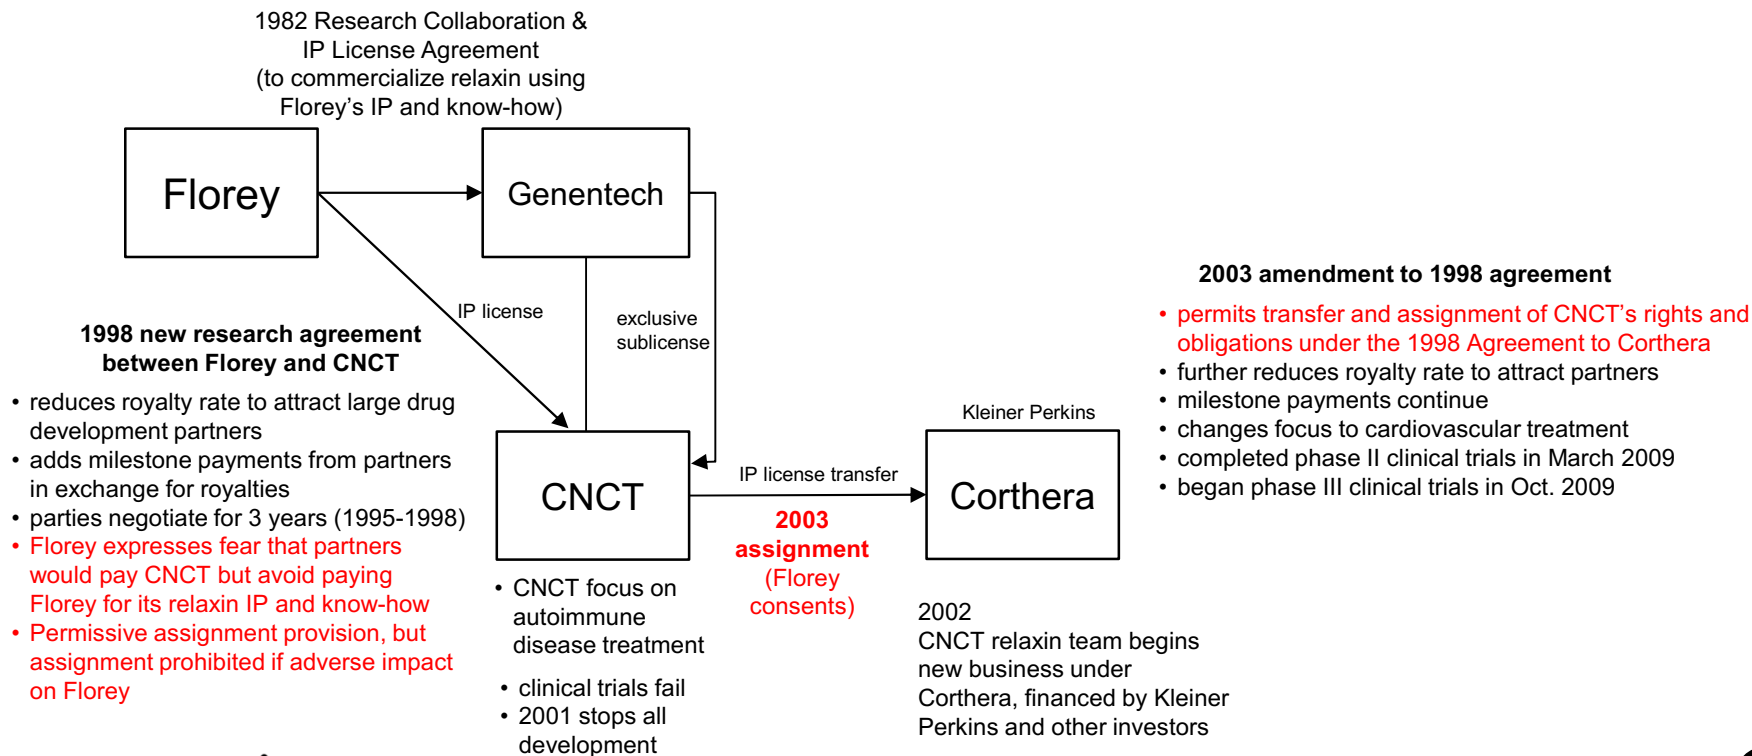 1982 Research Collaboration &
IP License Agreement
(to commercialize relaxin using
Florey’s IP and know-how)
Florey
Genentech
IP license
exclusive
sublicense
1998 new research agreement
between Florey and CNCT
• reduces royalty rate to attract large drug
development partners
• adds milestone payments from partners
in exchange for royalties
• parties negotiate for 3 years (1995-1998)
• Florey expresses fear that partners
would pay CNCT but avoid paying
Florey for its relaxin IP and know-how
• Permissive assignment provision, but
assignment prohibited if adverse impact
on Florey
CNCT
• CNCT focus on
autoimmune
disease treatment
• clinical trials fail
• 2001 stops all
development
IP license transfer
2003
assignment
(Florey
consents)
Kleiner Perkins
Corthera
2002
CNCT relaxin team begins
new business under
Corthera, financed by Kleiner
Perkins and other investors
2003 amendment to 1998 agreement
• permits transfer and assignment of CNCT’s rights and
obligations under the 1998 Agreement to Corthera
• further reduces royalty rate to attract partners
• milestone payments continue
• changes focus to cardiovascular treatment
• completed phase II clinical trials in March 2009
• began phase III clinical trials in Oct. 2009